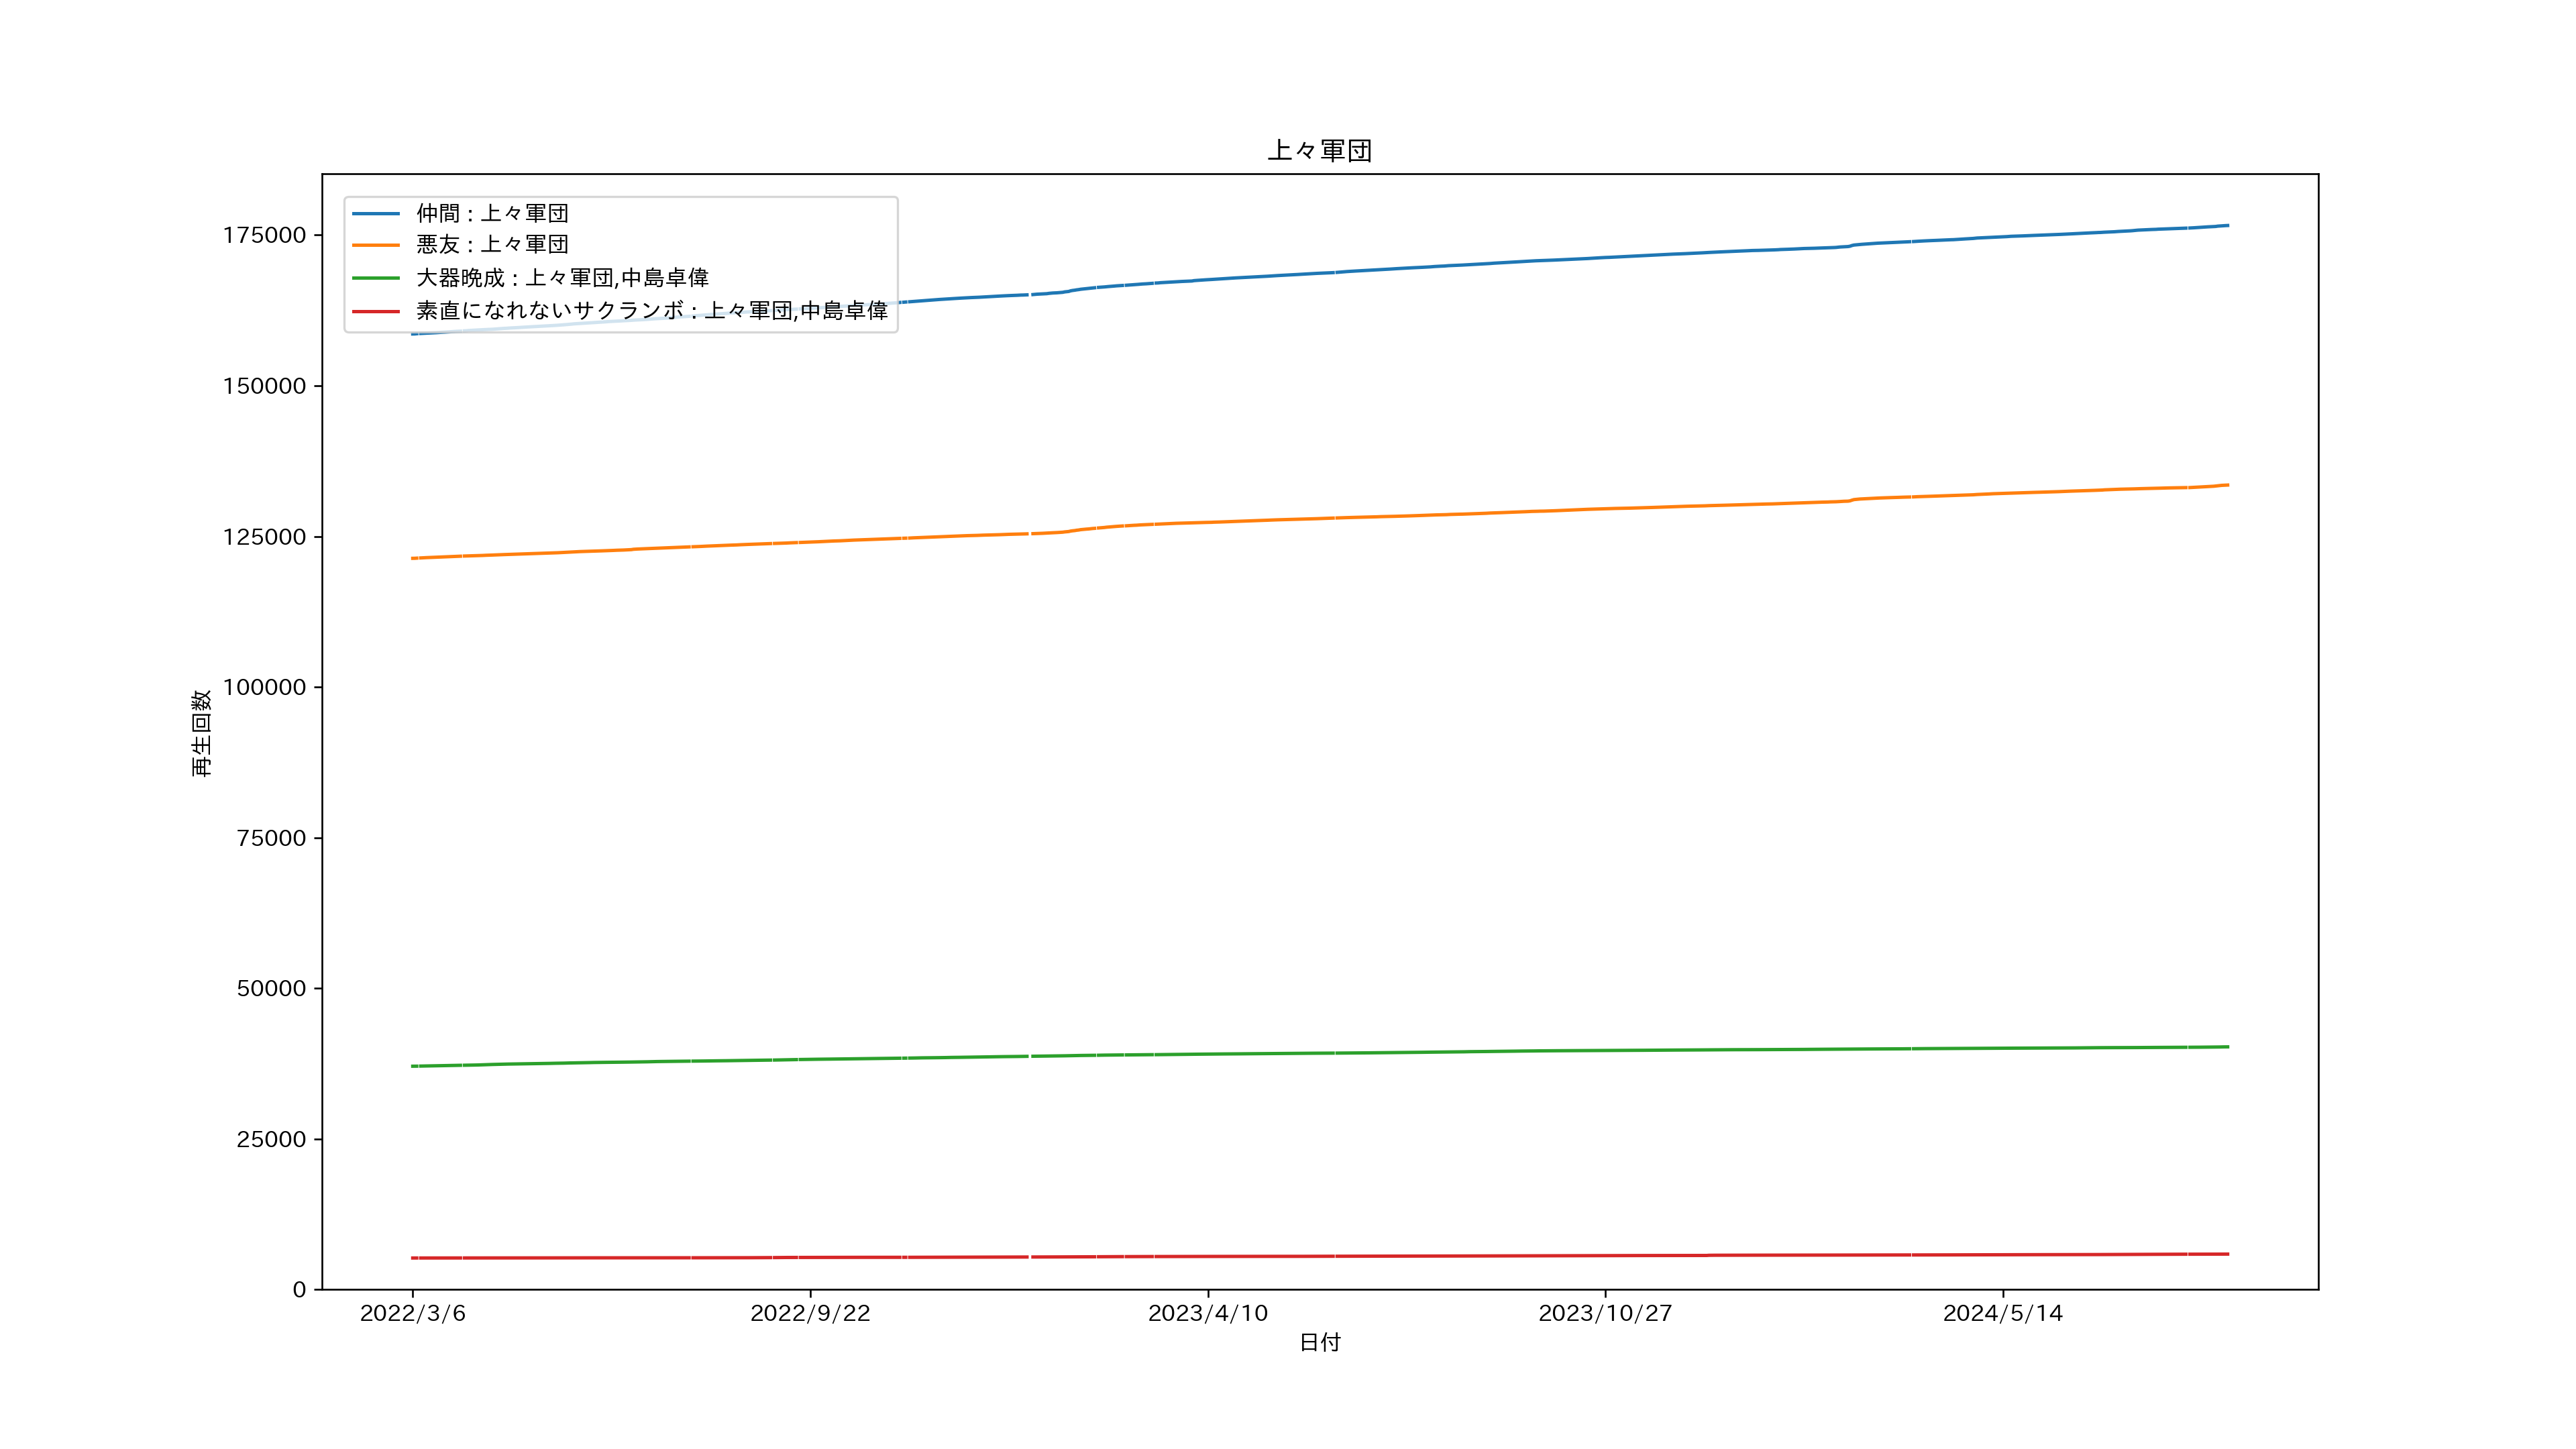 上々軍団
仲間 : 上々軍団
悪友 : 上々軍団
大器晩成 : 上々軍団,中島卓偉
素直になれないサクランボ : 上々軍団,中島卓偉
175000
150000
125000
100000
75000
50000
25000
0
再生回数
2022/3/6
2022/9/22
2023/4/10
2023/10/27
2024/5/14
日付